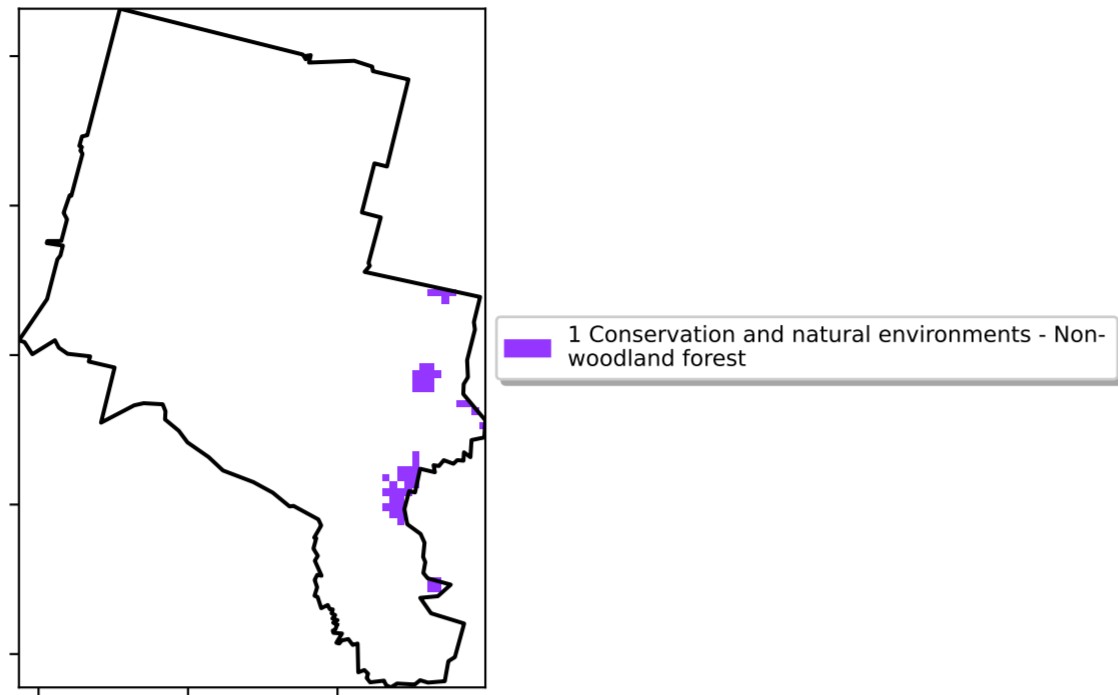 1 Conservation and natural environments - Non-
woodland forest